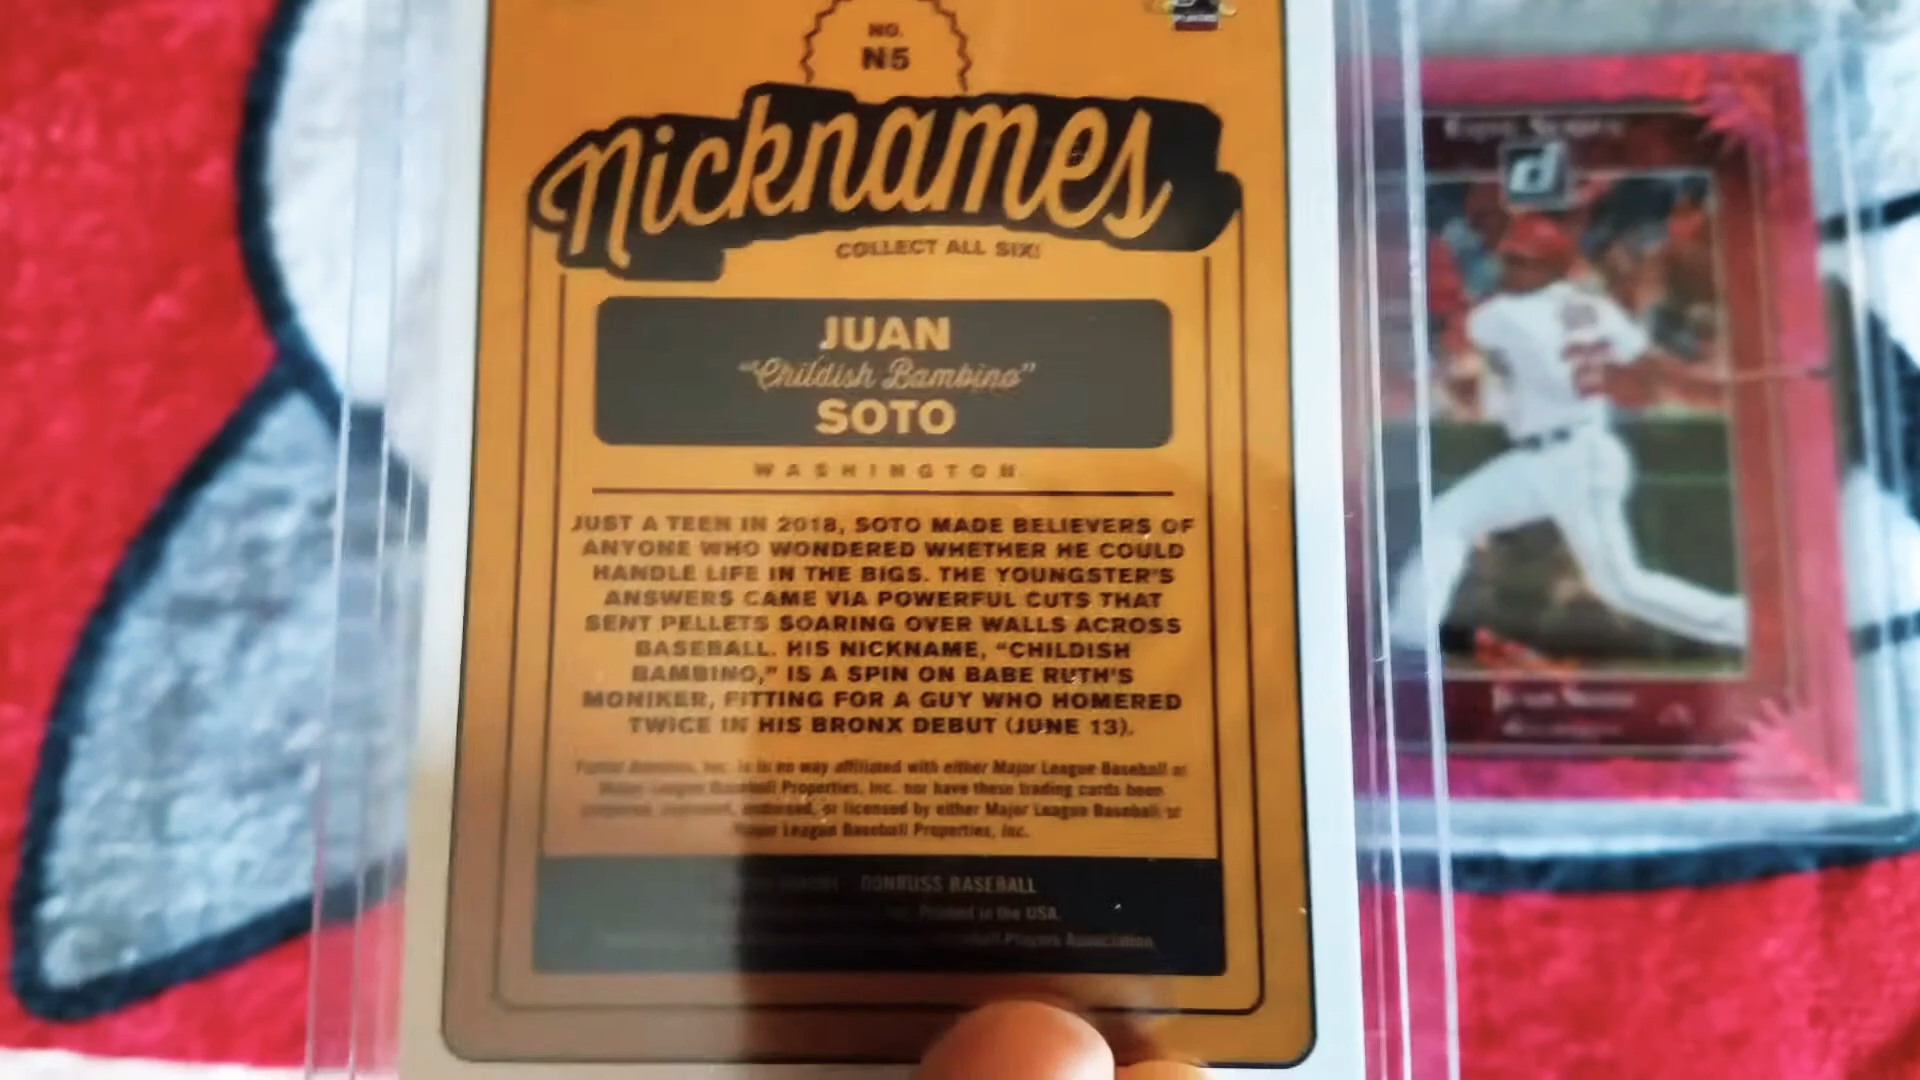 NO.
N5
Nicknames
COLLECT ALL SIX!
JUAN
"Childish Bambino"
SOTO
WASHINGTON
JUST A TEEN IN 2018, SOTO MADE BELIEVERS OF
ANYONE WHO WONDERED WHETHER HE COULD
HANDLE LIFE IN THE BIGS. THE YOUNGSTER'S
ANSWERS CAME VIA POWERFUL CUTS THAT
SENT PELLETS SOARING OVER WALLS ACROSS
BASEBALL. HIS NICKNAME, "CHILDISH
BAMBINO," IS A SPIN ON BABE RUTH'S
MONIKER, FITTING FOR A GUY WHO HOMERED
TWICE IN HIS BRONX DEBUT (JUNE 13).
America, Inc. is in no way affiliated with either Major League Baseball or
Major League Baseball Properties, Inc. nor have these trading cards been
endorsed, or licensed by either Major League Baseball or
Major League Baseball Properties, Inc.
DONRUSS BASEBALL
Inc. Printed in the USA.
Players Association
d